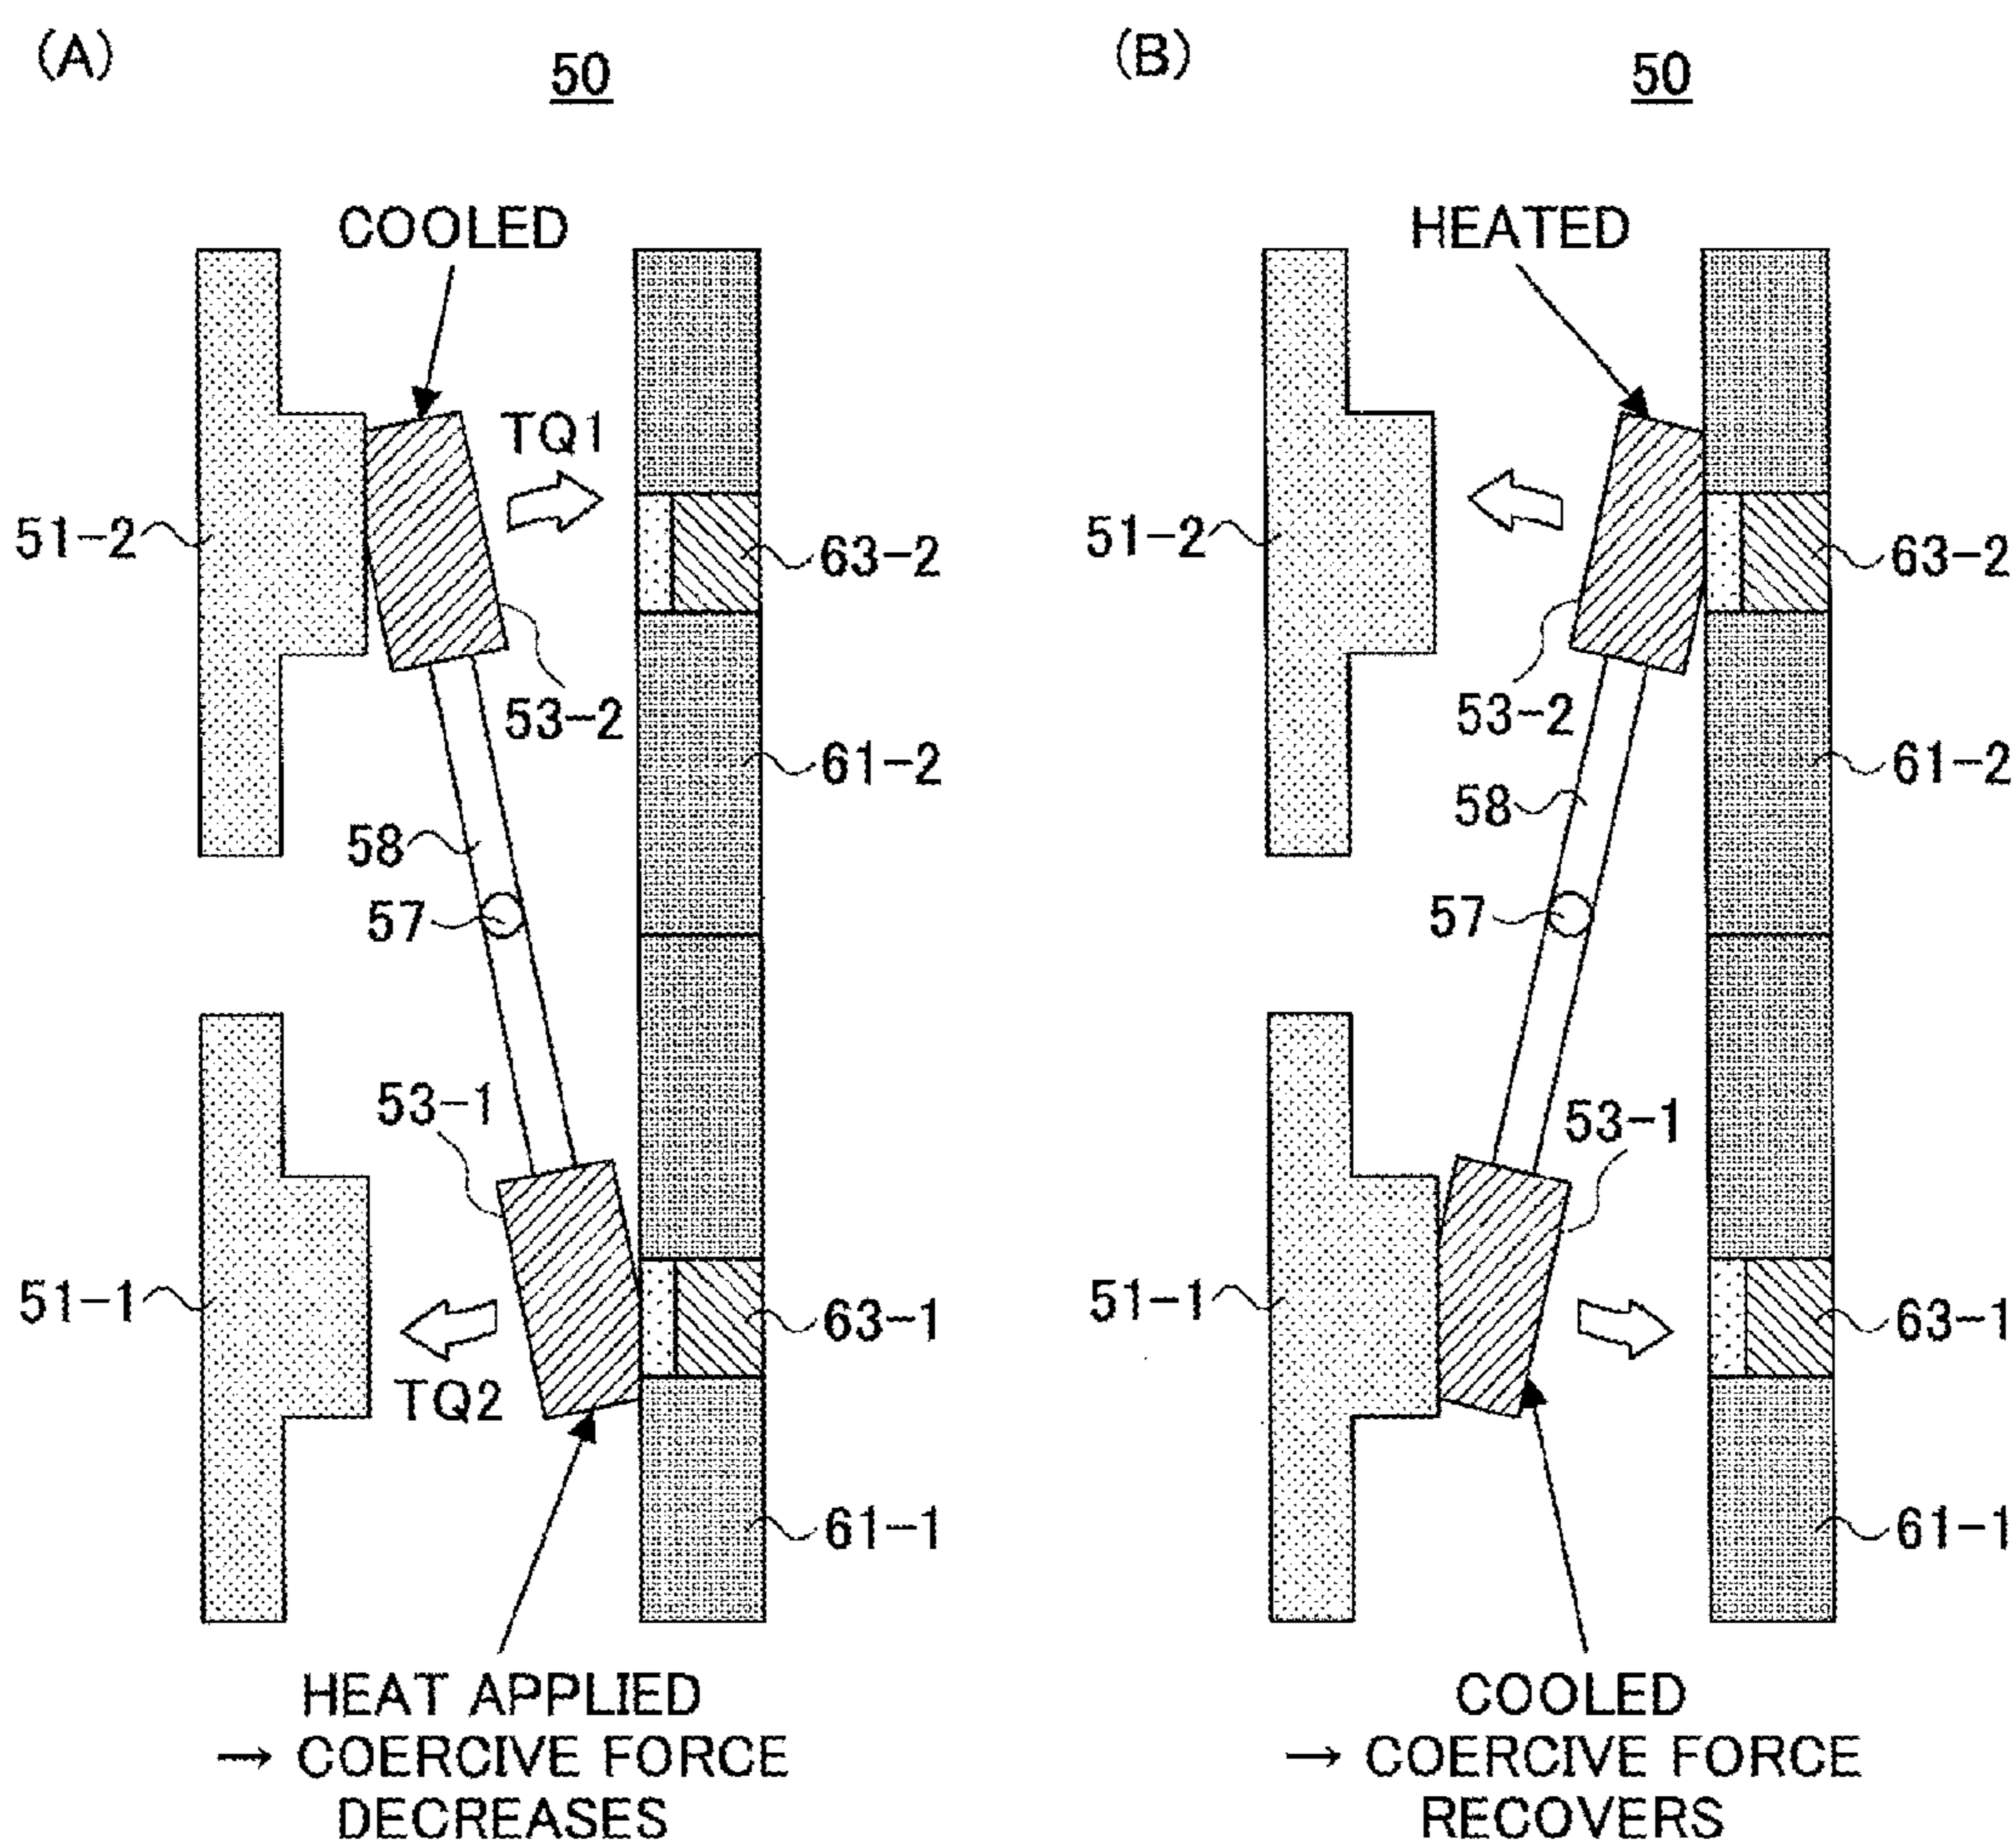 (A)
50
COOLED
TQ1
51-2
63-2
53-2
61-2
58
57
53-1
51-1
63-1
TQ2
61-1
HEAT APPLIED
→ COERCIVE FORCE
DECREASES
(B)
50
HEATED
51-2
63-2
53-2
61-2
58
57
53-1
51-1
63-1
61-1
COOLED
→ COERCIVE FORCE
RECOVERS